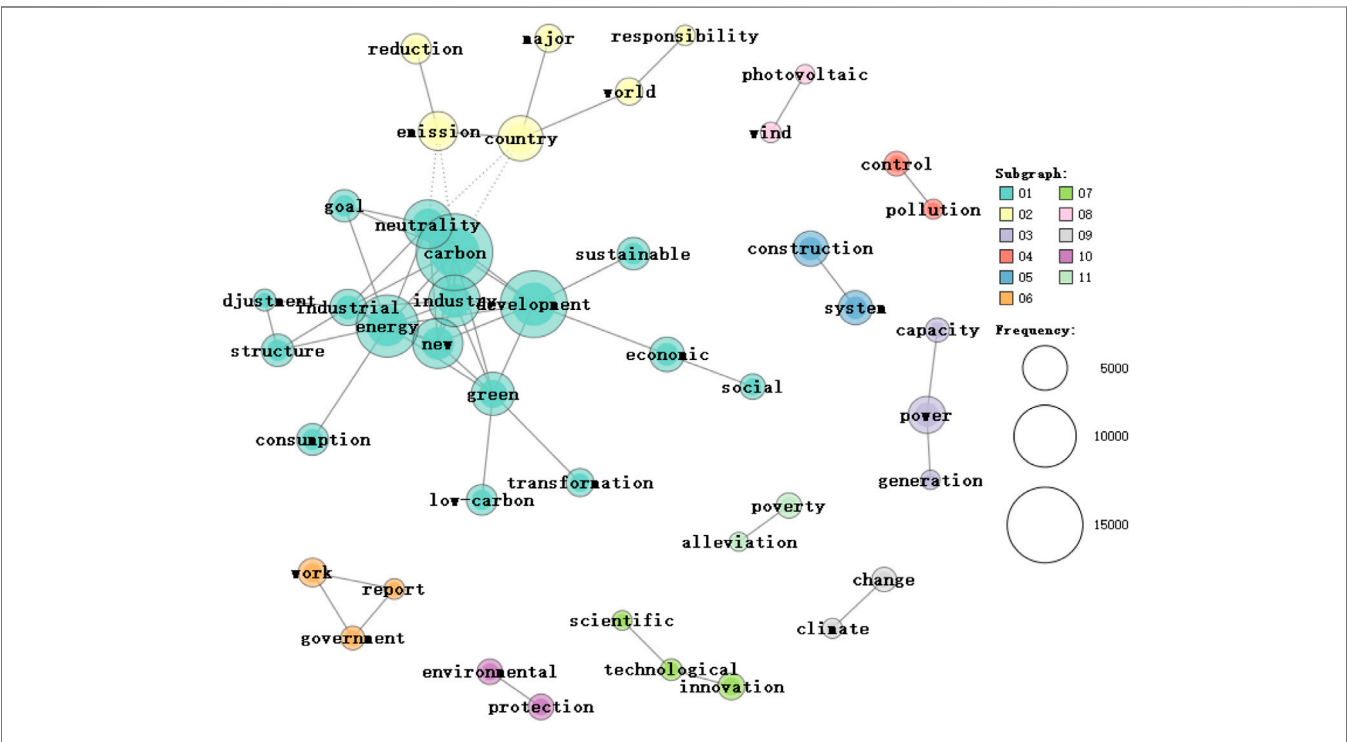 major
responsibility
reduction
photovoltaic
world
emission
country
wind
control
Subgraph:
01
07
goal
pollution
02
08
neutrality
03
09
construction
carbon
sustainable
04
10
05
11
06
djustment
industrial
industry
development
system
energy
capacity
Frequency:
structure
new
economic
5000
social
green
power
consumption
10000
transformation
generation
low-carbon
poverty
15000
alleviation
work
report
change
scientific
climate
government
environmental
technological
innovation
protection